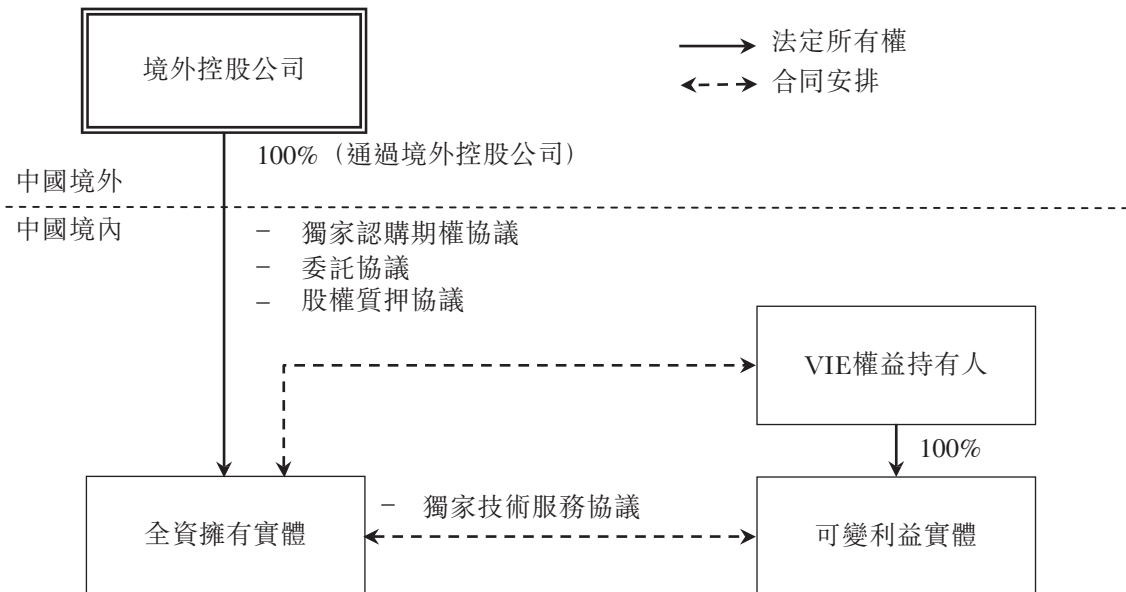 境外控股公司
法定所有權
合同安排
100%（通過境外控股公司）
中國境外
中國境內
– 獨家認購期權協議
– 委託協議
– 股權質押協議
VIE權益持有人
100%
– 獨家技術服務協議
全資擁有實體
可變利益實體